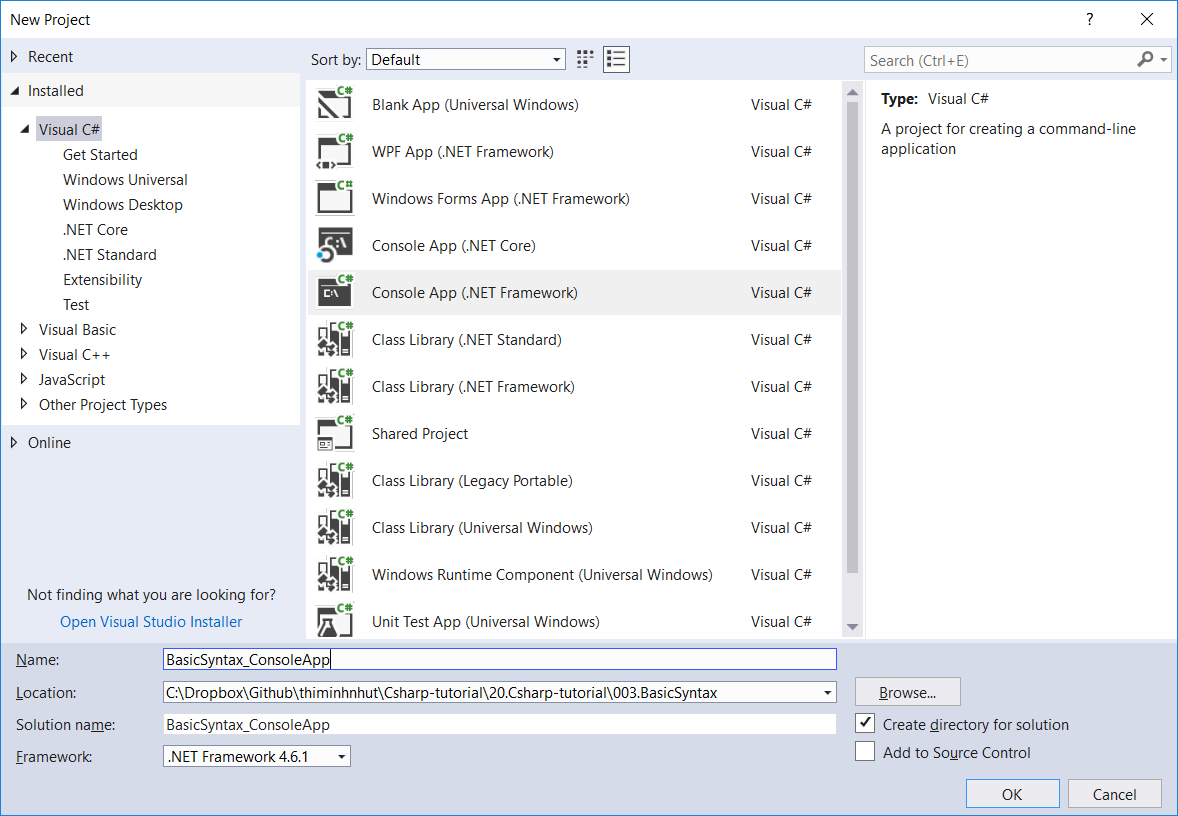 New Project
?
Recent
Installed
Visual C#
Get Started
Windows Universal
Windows Desktop
.NET Core
.NET Standard
Extensibility
Test
Visual Basic
Visual C++
JavaScript
Other Project Types
Online
Not finding what you are looking for?
Open Visual Studio Installer
Sort by: Default
Blank App (Universal Windows) Visual C#
WPF App (.NET Framework) Visual C#
Windows Forms App (.NET Framework) Visual C#
Console App (.NET Core) Visual C#
Console App (.NET Framework) Visual C#
Class Library (.NET Standard) Visual C#
Class Library (.NET Framework) Visual C#
Shared Project Visual C#
Class Library (Legacy Portable) Visual C#
Class Library (Universal Windows) Visual C#
Windows Runtime Component (Universal Windows) Visual C#
Unit Test App (Universal Windows) Visual C#
Search (Ctrl+E)
Type: Visual C#
A project for creating a command-line
application
Name: BasicSyntax_ConsoleApp
Location: C:\Dropbox\Github\thiminhnhut\Csharp-tutorial\20.Csharp-tutorial\003.BasicSyntax
Browse...
Solution name: BasicSyntax_ConsoleApp
Create directory for solution
Framework: .NET Framework 4.6.1
Add to Source Control
OK
Cancel